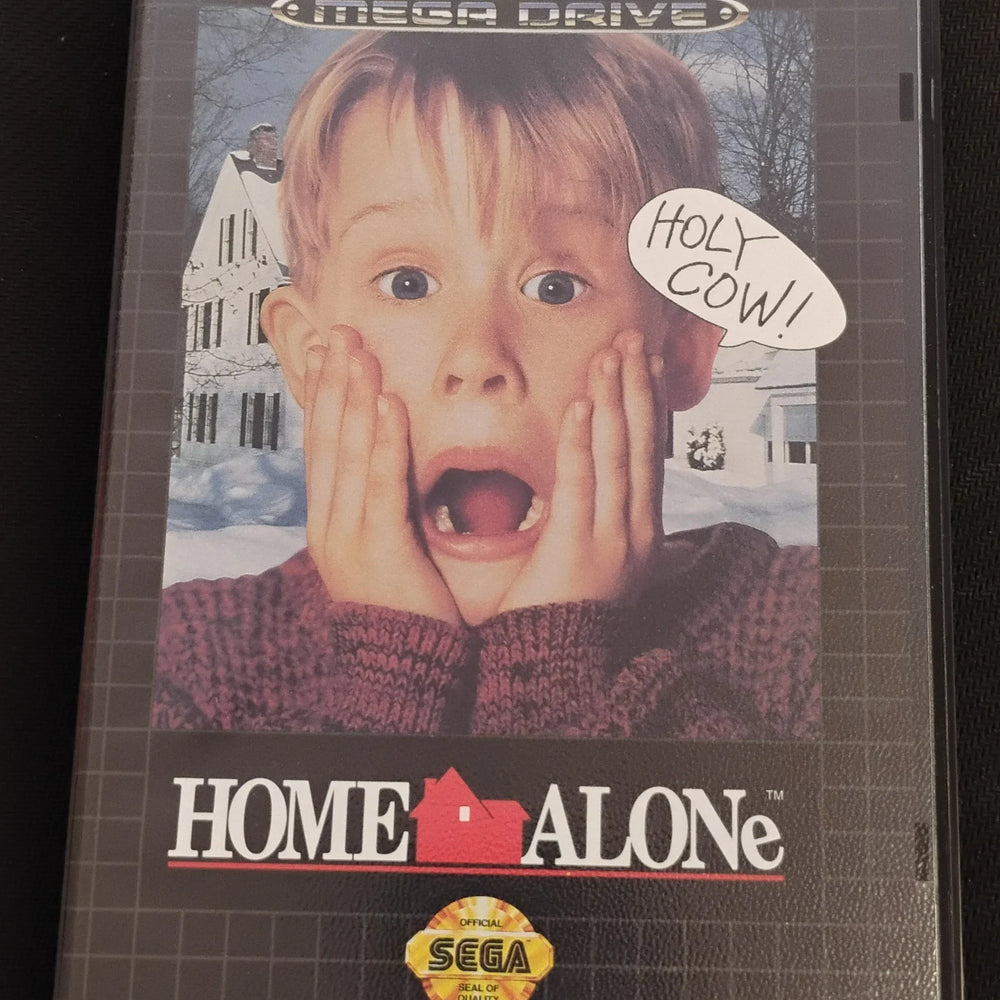 MEGA DRIVE
HOLY
COW!
HOME ALONe ™
OFFICIAL
SEGA
SEAL OF
QUALITY